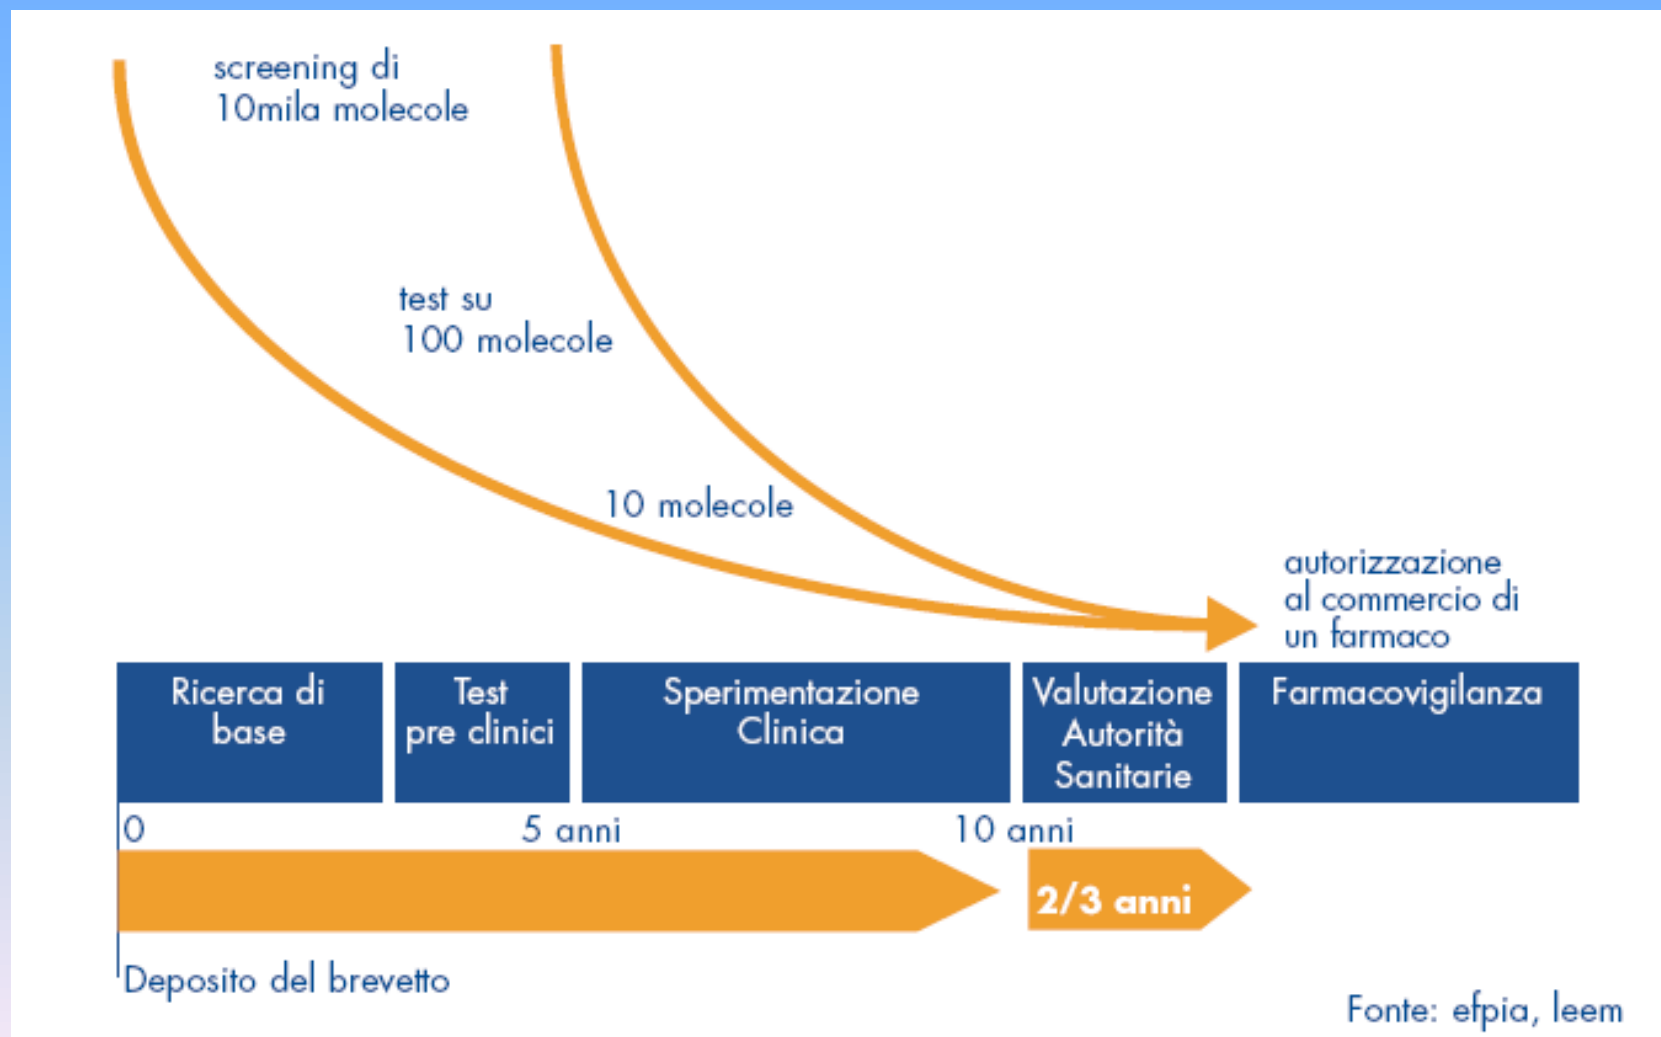 screening di
10mila molecole
test su
100 molecole
10 molecole
autorizzazione
al commercio di
un farmaco
Ricerca di
base
Test
pre clinici
Sperimentazione
Clinica
Valutazione
Autorità
Sanitarie
Farmacovigilanza
0
5 anni
10 anni
2/3 anni
Deposito del brevetto
Fonte: efpia, leem